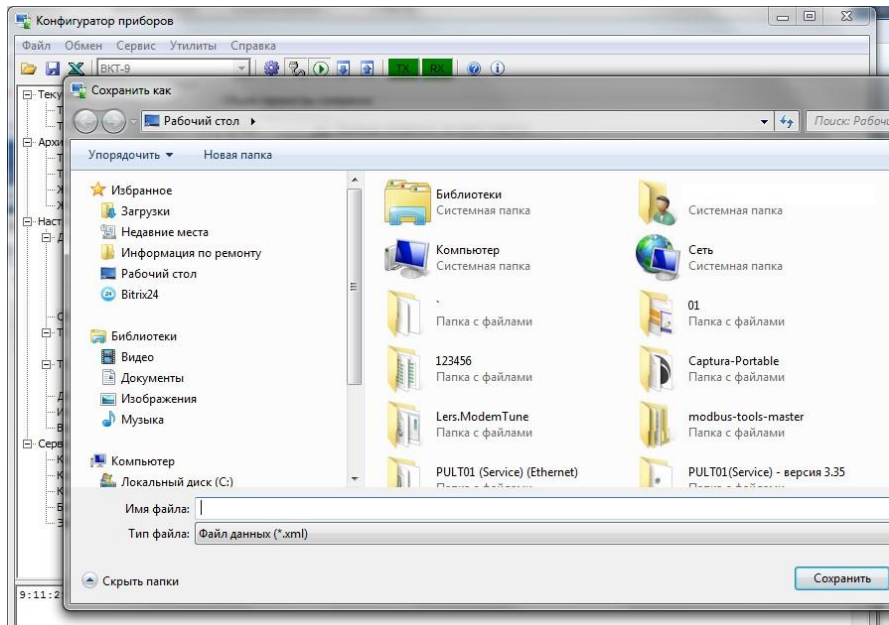 Конфигуратор приборов
Файл Обмен Сервис Утилиты Справка
ВКТ-9 TX RX
Теку
Сохранить как
Рабочий стол Поиск: Рабочи
Упорядочить Новая папка
Архи
Наст
Серв
Избранное
Загрузки
Недавние места
Информация по ремонту
Рабочий стол
Bitrix24
Библиотеки
Видео
Документы
Изображения
Музыка
Компьютер
Локальный диск (C:)
Библиотеки
Системная папка
Системная папка
Компьютер
Системная папка
Сеть
Системная папка
`
Папка с файлами
01
Папка с файлами
123456
Папка с файлами
Captura-Portable
Папка с файлами
Lers.ModemTune
Папка с файлами
modbus-tools-master
Папка с файлами
PULT01 (Service) (Ethernet)
PULT01(Service) - версия 3.35
Имя файла:
Тип файла: Файл данных (*.xml)
Скрыть папки Сохранить
9:11:2